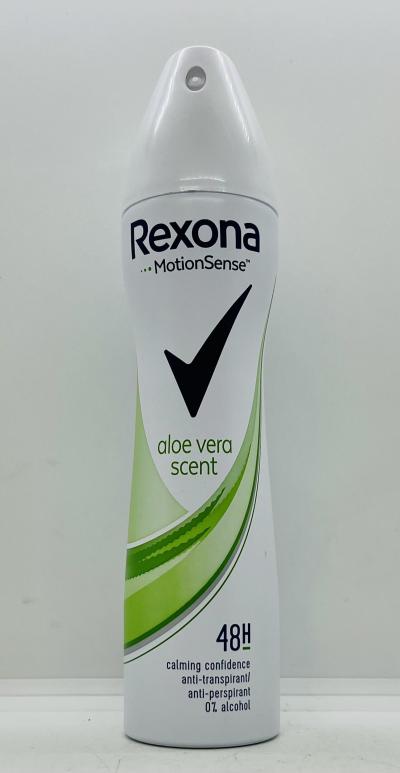 Rexona
MotionSense™
aloe vera
scent
48H
calming confidence
anti-transpirant/
anti-perspirant
0% alcohol